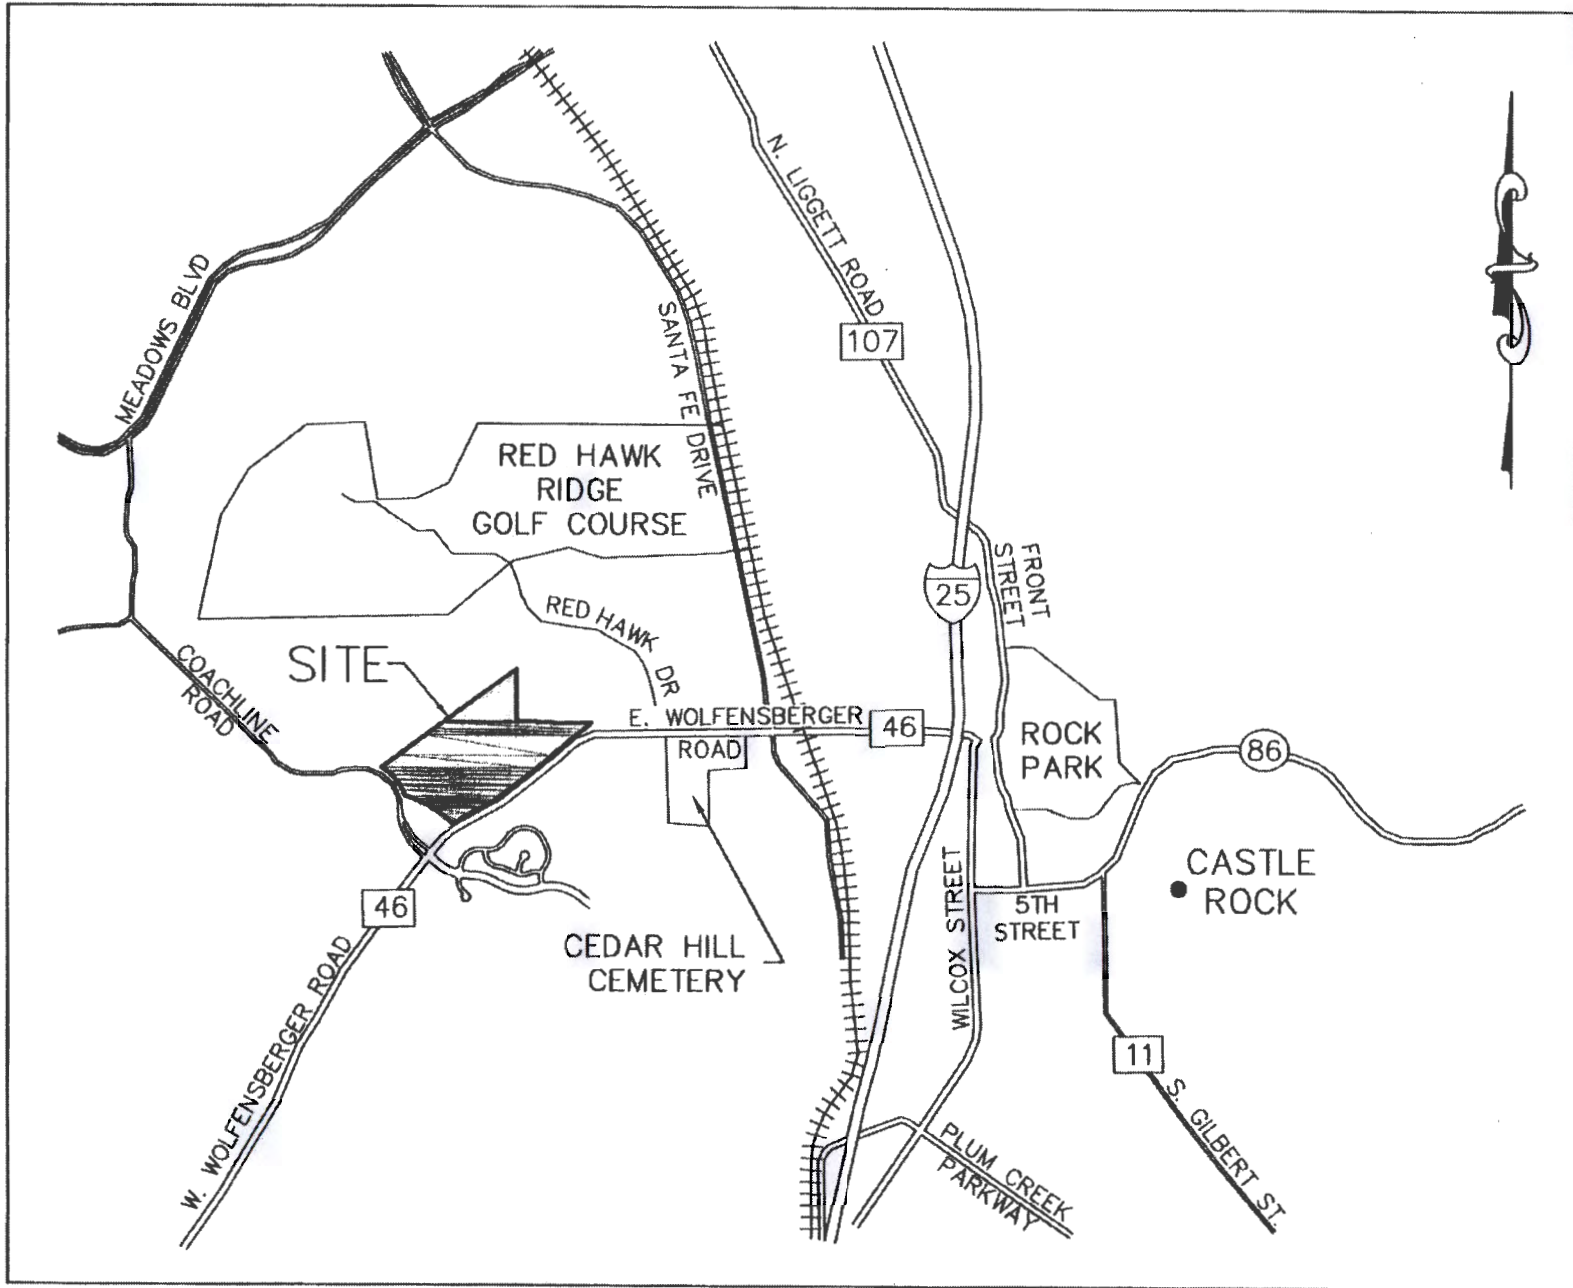 N. LIGGETT ROAD
107
MEADOWS BLVD
SANTA FE DRIVE
RED HAWK
RIDGE
GOLF COURSE
FRONT
STREET
25
RED HAWK DR
SITE
COACHLINE
ROAD
E. WOLFENSBERGER
ROAD
46
ROCK
PARK
86
CASTLE
ROCK
46
WILCOX STREET
5TH
STREET
CEDAR HILL
CEMETERY
W. WOLFENSBERGER ROAD
11
S. GILBERT ST.
PLUM CREEK
PARKWAY